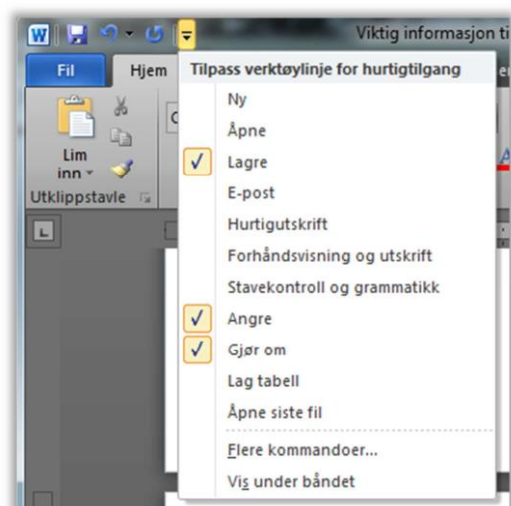 Viktig informasjon ti
Fil Hjem
Tilpass verktøylinje for hurtigtilgang
Lim
inn
Utklippstavle
Ny
Åpne
Lagre
E-post
Hurtigutskrift
Forhåndsvisning og utskrift
Stavekontroll og grammatikk
Angre
Gjør om
Lag tabell
Åpne siste fil
Flere kommandoer...
Vis under båndet